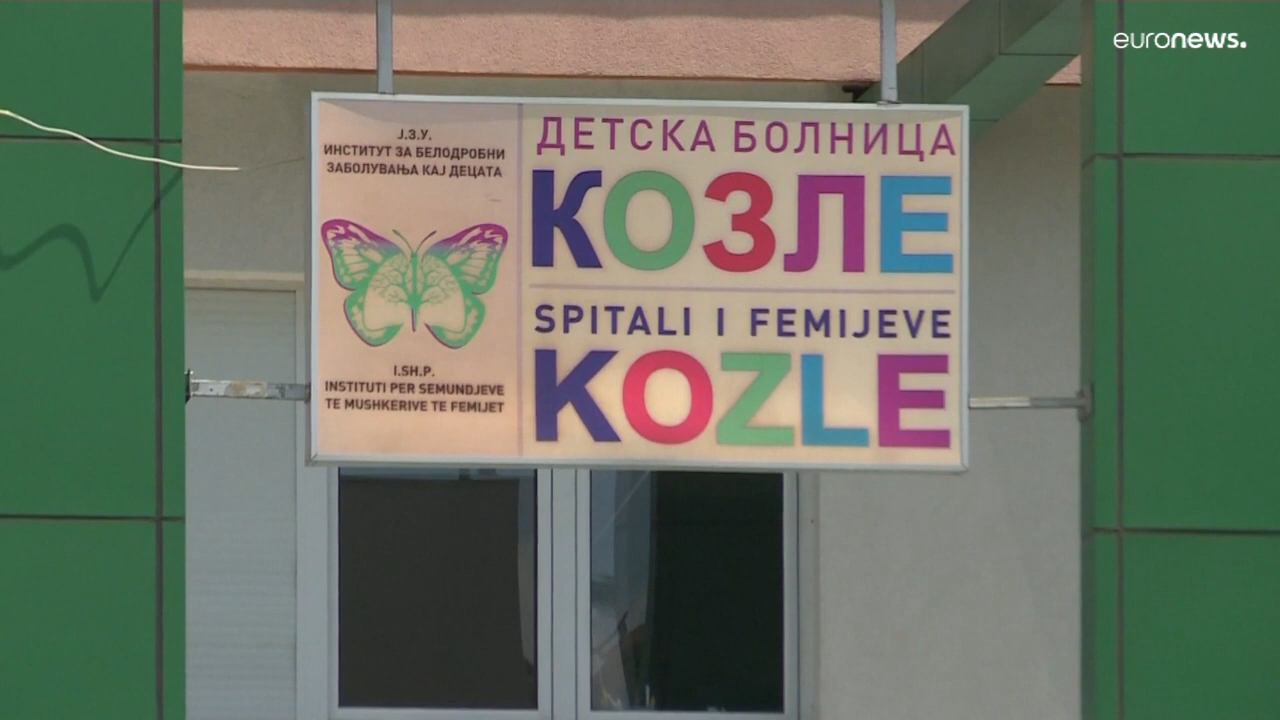 euronews.
Ј.З.У.
ИНСТИТУТ ЗА БЕЛОДРОБНИ
ЗАБОЛУВАЊА КАЈ ДЕЦАТА
I.SH.P.
INSTITUTI PER SEMUNDJEVE
TE MUSHKERIVE TE FEMIJET
ДЕТСКА БОЛНИЦА
КОЗЛЕ
SPITALI I FEMIJEVE
KOZLE